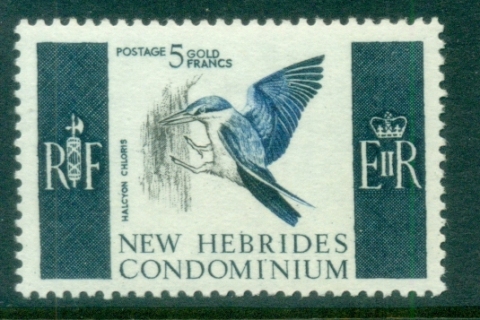 POSTAGE 5 GOLD FRANCS
RF
EIIR
HALCYON CHLORIS
NEW HEBRIDES
CONDOMINIUM